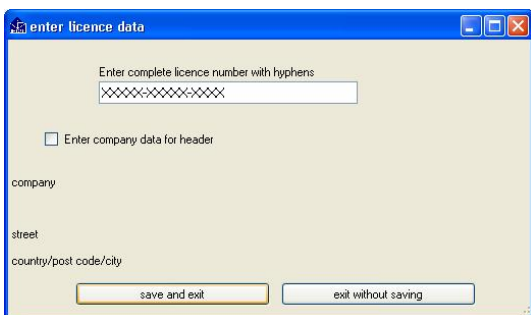 enter licence data
Enter complete licence number with hyphens
XXXXX-XXXXX-XXXX
Enter company data for header
company
street
country/post code/city
save and exit
exit without saving